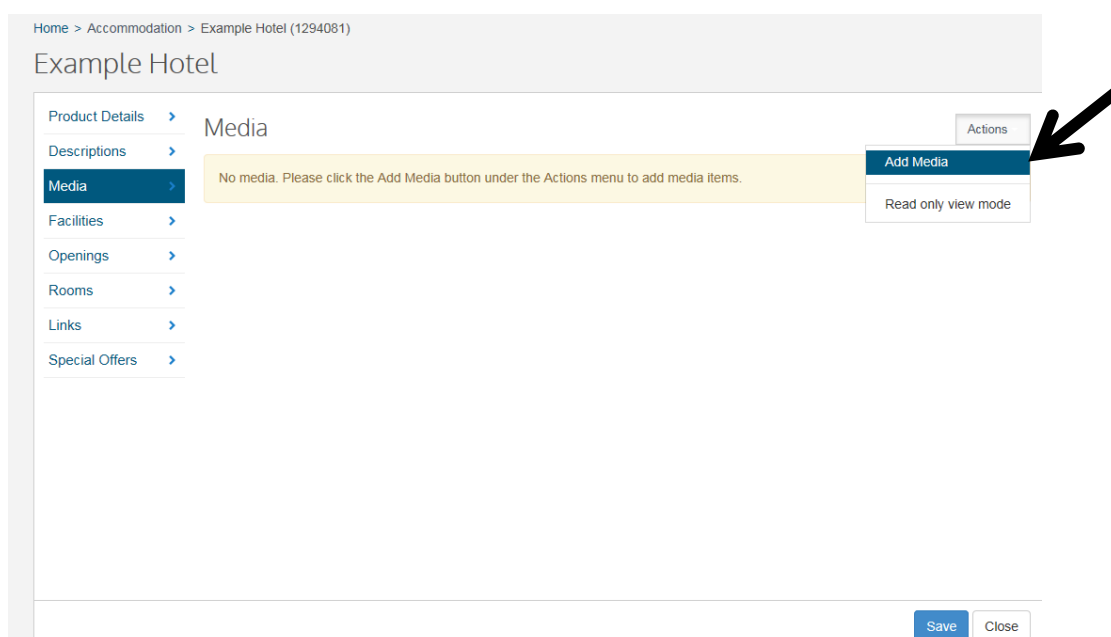 Home > Accommodation > Example Hotel (1294081)
Example Hotel
Product Details
Descriptions
Media
Facilities
Openings
Rooms
Links
Special Offers
Media
Actions
No media. Please click the Add Media button under the Actions menu to add media items.
Add Media
Read only view mode
Save Close